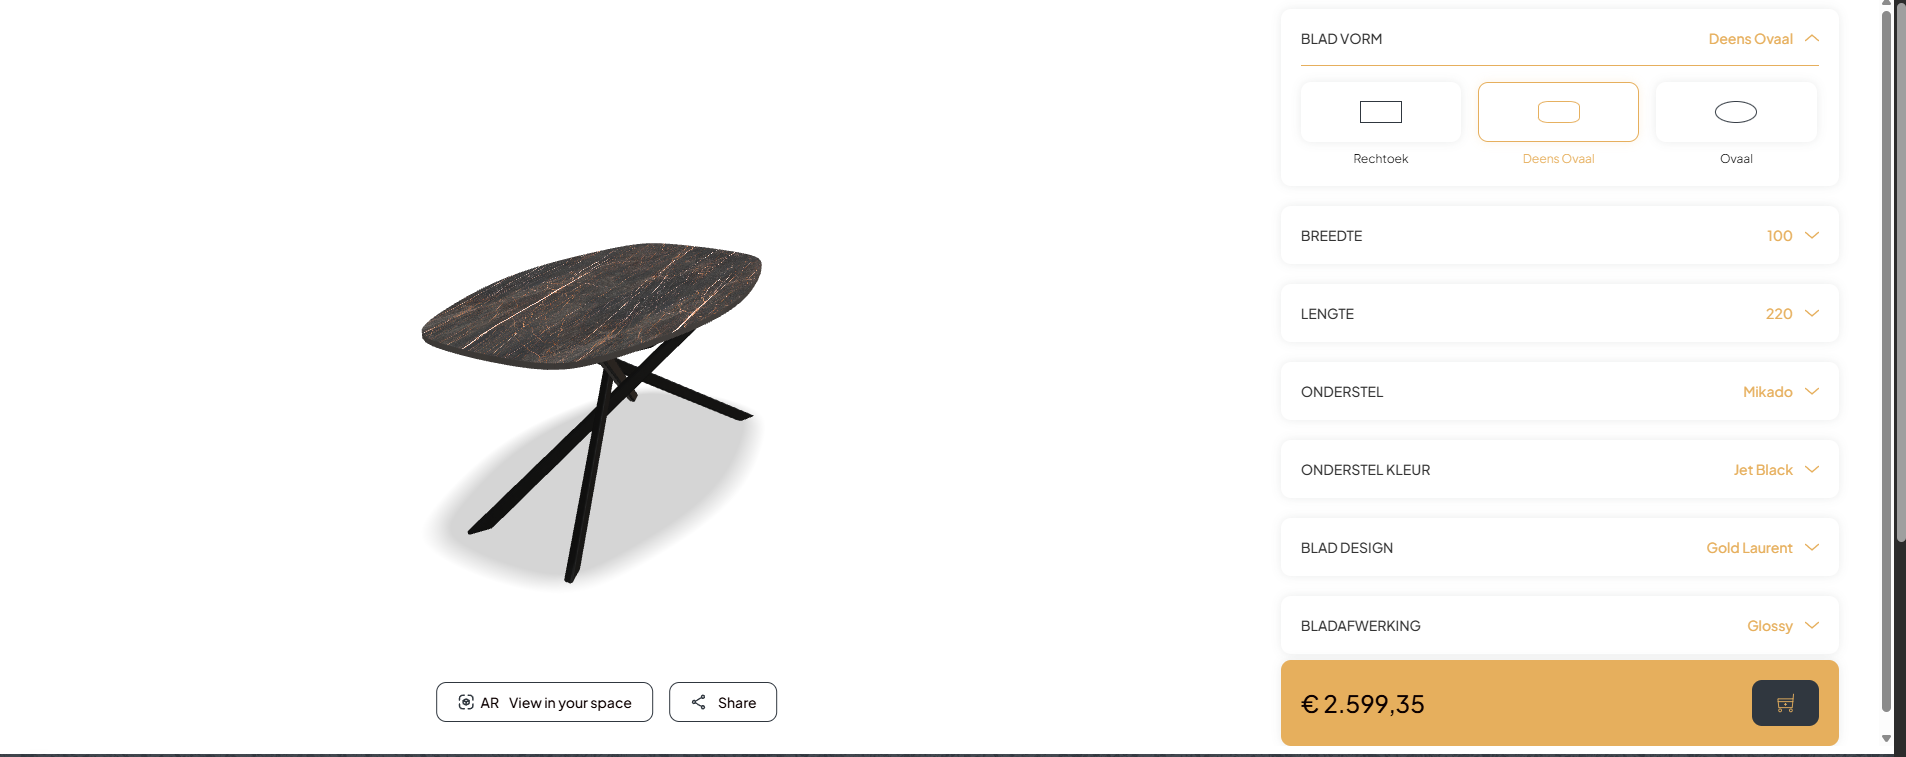 BLAD VORM Deens Ovaal
Rechtoek Deens Ovaal Ovaal
BREEDTE 100
LENGTE 220
ONDERSTEL Mikado
ONDERSTEL KLEUR Jet Black
BLAD DESIGN Gold Laurent
BLADAFWERKING Glossy
€ 2.599,35
AR View in your space
Share